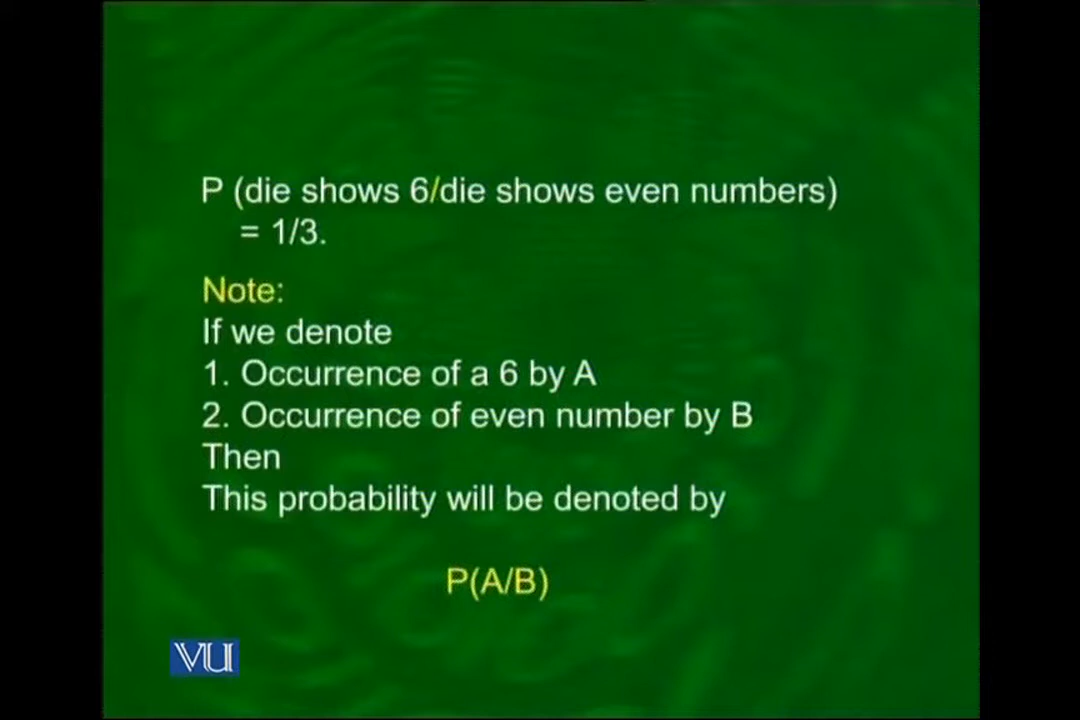 P (die shows 6/die shows even numbers)
= 1/3.
Note:
If we denote
1. Occurrence of a 6 by A
2. Occurrence of even number by B
Then
This probability will be denoted by
P(A/B)
VU